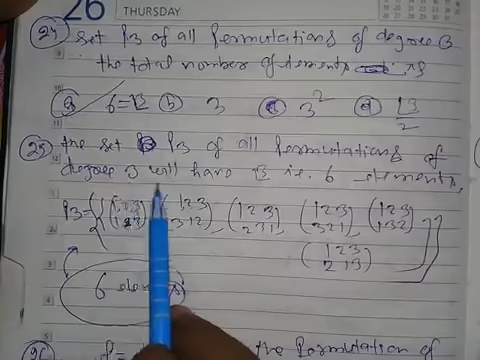 26 THURSDAY
24 Set P3 of all Permutations of degree 3
the total number of elements is
a 6=⌊3 b 3 c 3² d ⌊3/2
25 the set P3 of all Permutations of
degree 3 will have ⌊3 i.e. 6 elements,
P3={(1 2 3 / 1 2 3) (1 2 3 / 3 1 2), (1 2 3 / 2 3 1), (1 2 3 / 3 2 1) (1 2 3 / 1 3 2)
(1 2 3 / 2 1 3)
6
26 the Permutation of